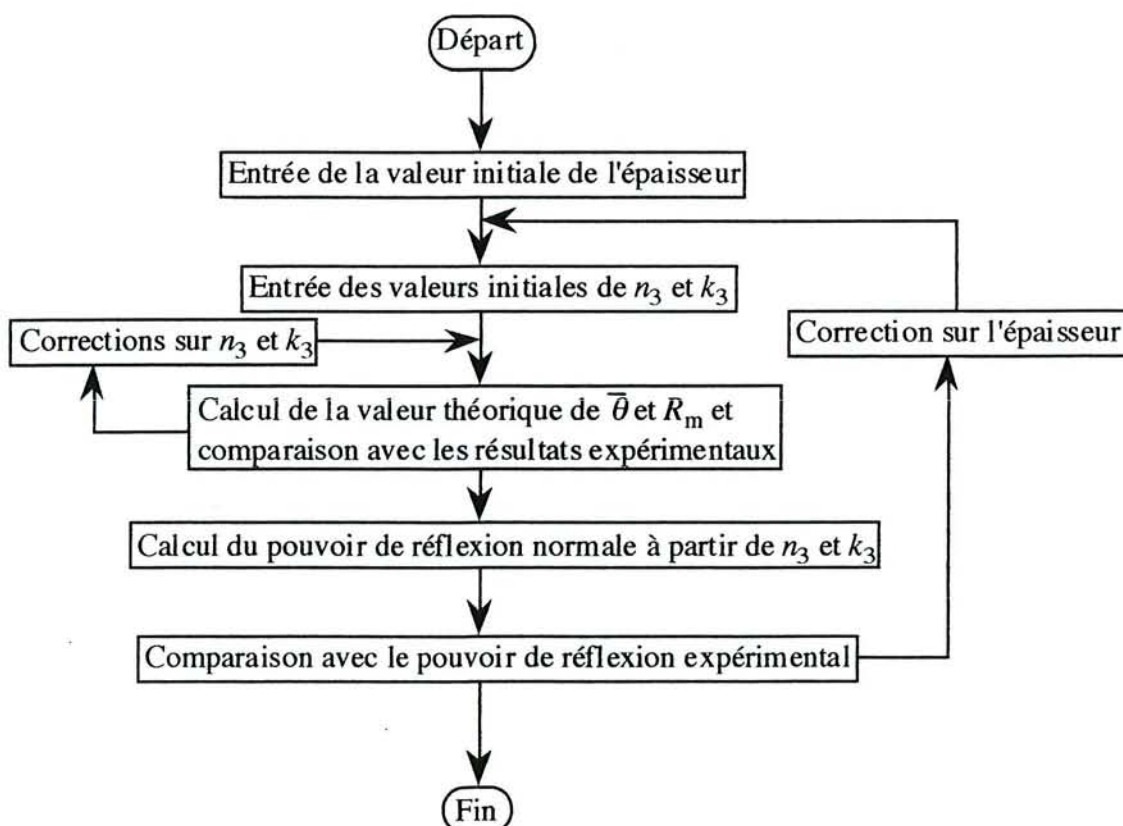 Départ
Entrée de la valeur initiale de l'épaisseur
Entrée des valeurs initiales de n₃ et k₃
Corrections sur n₃ et k₃
Correction sur l'épaisseur
Calcul de la valeur théorique de θ̅ et Rₘ et
comparaison avec les résultats expérimentaux
Calcul du pouvoir de réflexion normale à partir de n₃ et k₃
Comparaison avec le pouvoir de réflexion expérimental
Fin